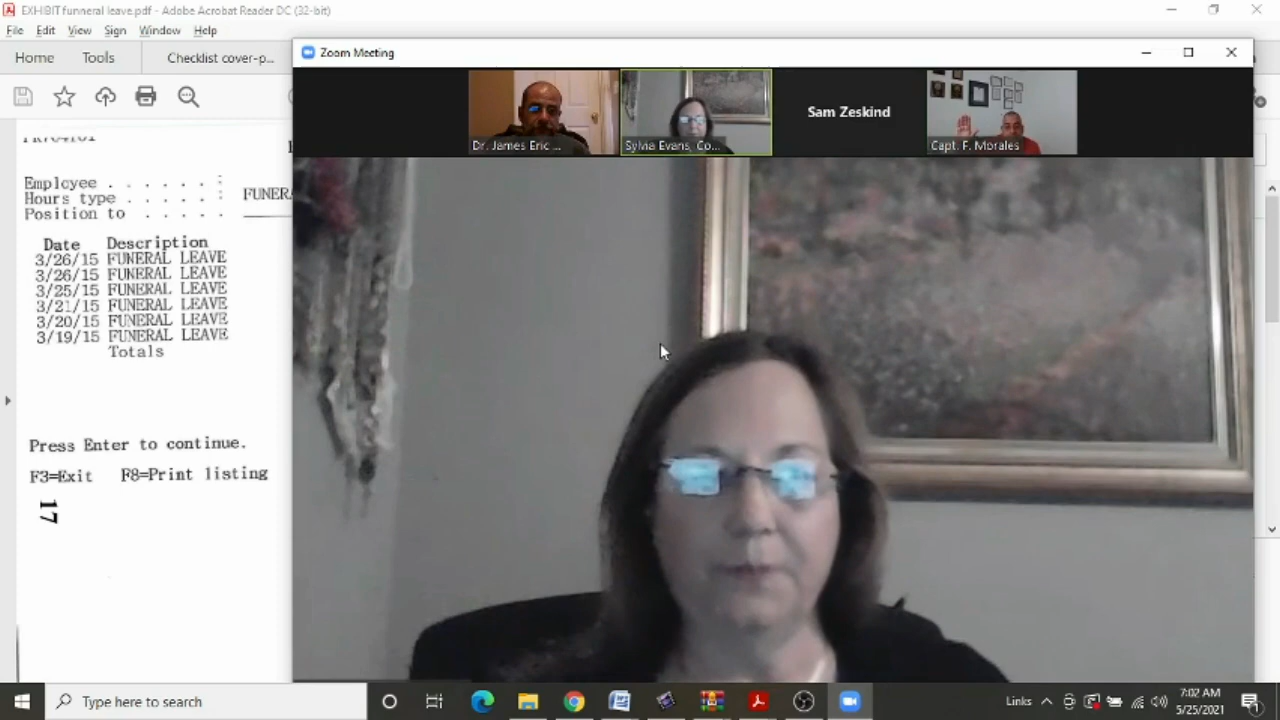 EXHIBIT funneral leave.pdf - Adobe Acrobat Reader DC (32-bit)
File Edit View Sign Window Help
Home Tools Checklist cover-p...
Zoom Meeting
Dr. James Eric ...
Sylvia Evans, Co...
Sam Zeskind
Capt. F. Morales
Employee . . . . . . :
Hours type . . . . . . : FUNERA
Position to . . . . .
Date Description
3/26/15 FUNERAL LEAVE
3/26/15 FUNERAL LEAVE
3/25/15 FUNERAL LEAVE
3/21/15 FUNERAL LEAVE
3/20/15 FUNERAL LEAVE
3/19/15 FUNERAL LEAVE
Totals
Press Enter to continue.
F3=Exit F8=Print listing
17
Type here to search
Links
7:02 AM
5/25/2021